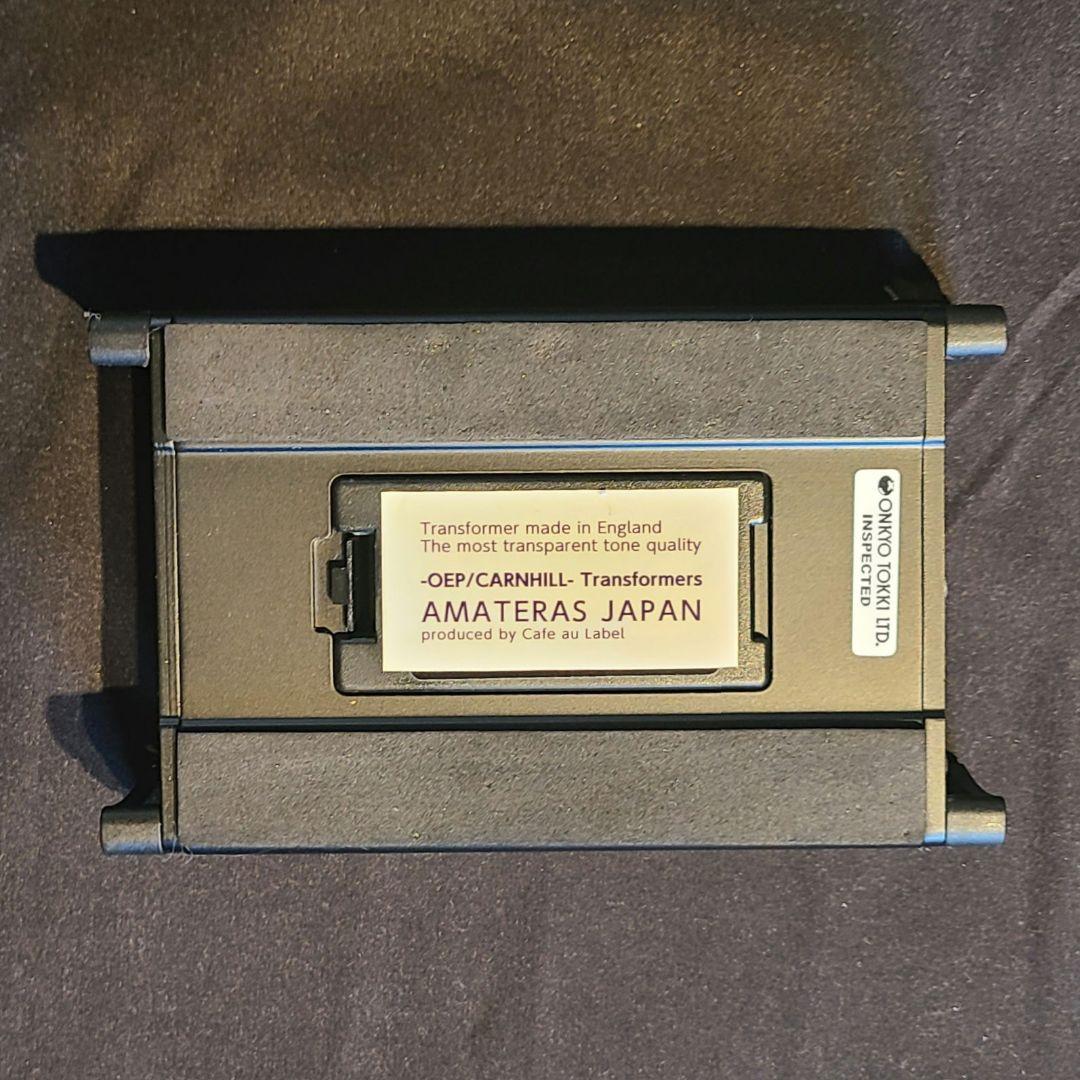 Transformer made in England
The most transparent tone quality
-OEP/CARNHILL- Transformers
AMATERAS JAPAN
produced by Cafe au Label
ONKYO TOKKI LTD.
INSPECTED